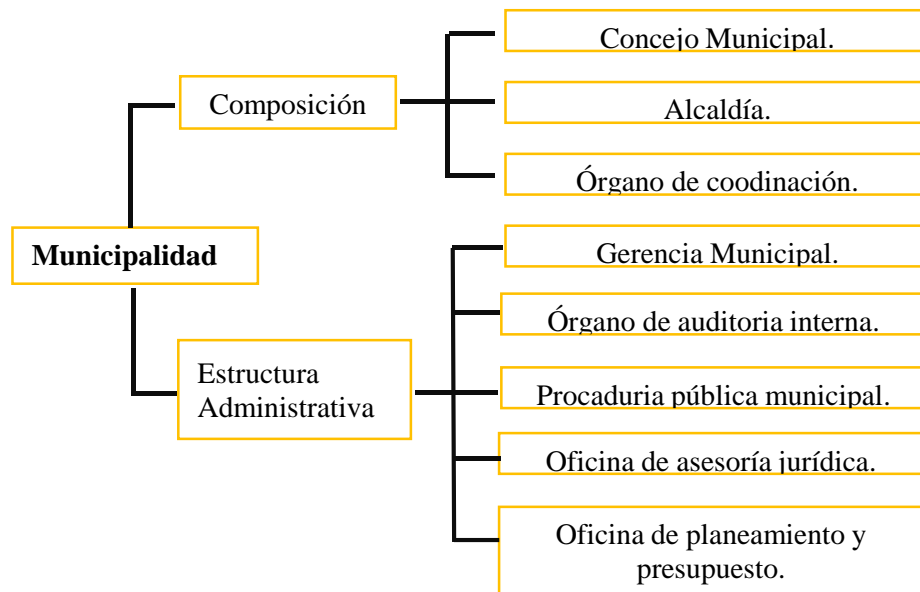 Municipalidad
Composición
Concejo Municipal.
Alcaldía.
Órgano de coodinación.
Estructura
Administrativa
Gerencia Municipal.
Órgano de auditoria interna.
Procaduria pública municipal.
Oficina de asesoría jurídica.
Oficina de planeamiento y
presupuesto.